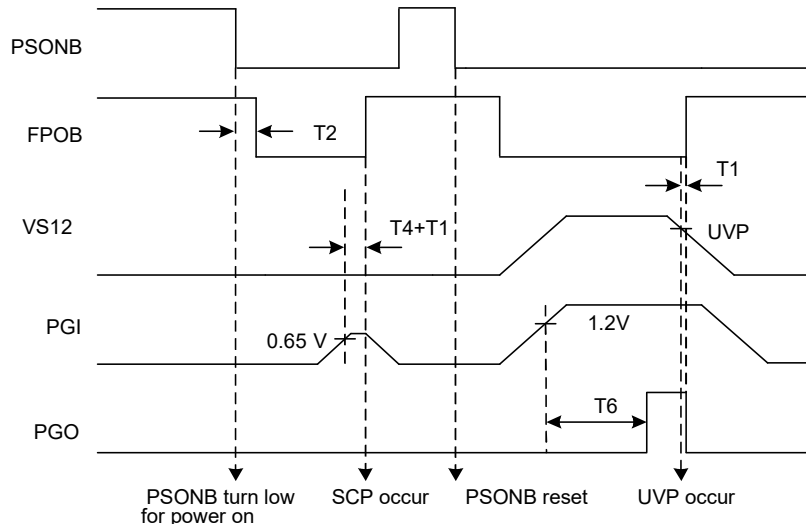 PSONB
FPOB
T2
T1
VS12
T4+T1
UVP
PGI
0.65 V
1.2V
T6
PGO
PSONB turn low
for power on
SCP occur
PSONB reset
UVP occur